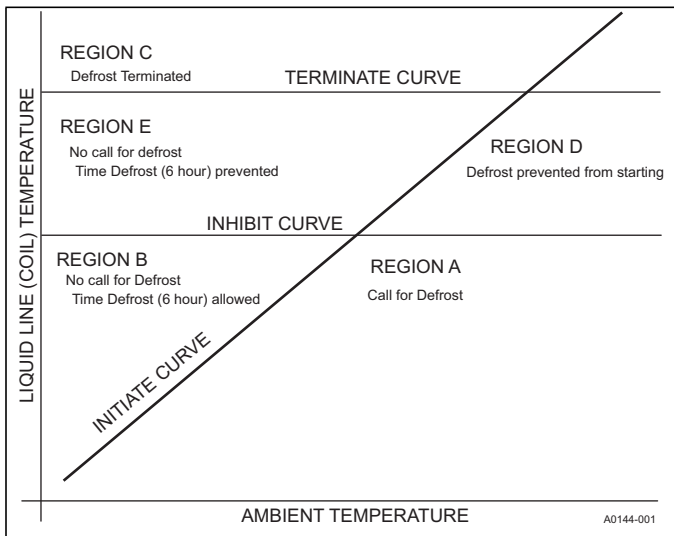 REGION C
Defrost Terminated
TERMINATE CURVE
REGION E
No call for defrost
Time Defrost (6 hour) prevented
REGION D
Defrost prevented from starting
INHIBIT CURVE
REGION B
No call for Defrost
Time Defrost (6 hour) allowed
REGION A
Call for Defrost
INITIATE CURVE
LIQUID LINE (COIL) TEMPERATURE
AMBIENT TEMPERATURE
A0144-001